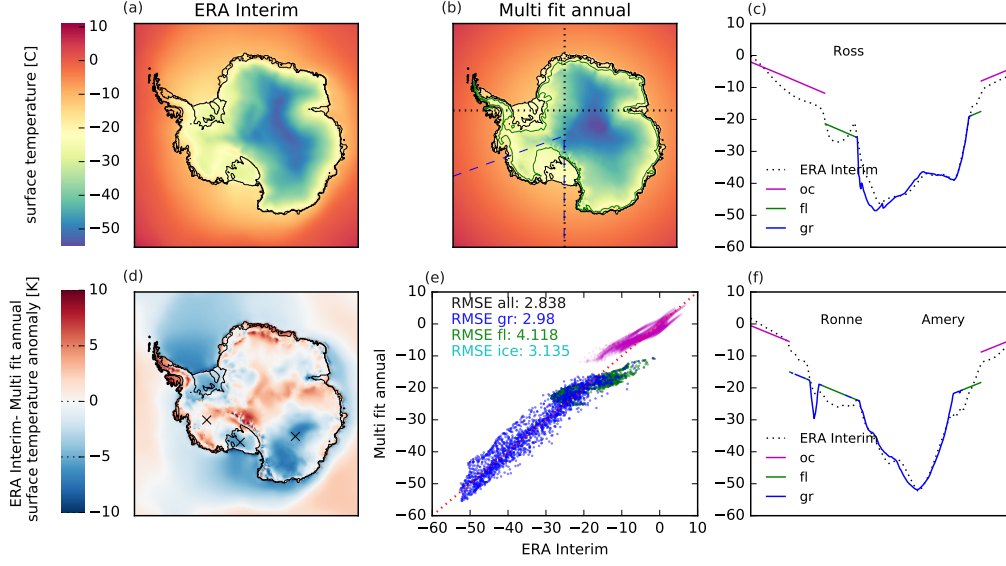 (a) ERA Interim
(b) Multi fit annual
(c)
surface temperature [C]
10
0
−10
−20
−30
−40
−50
10
0
−10
−20
−30
−40
−50
−60
Ross
ERA Interim
oc
fl
gr
(d)
(e)
(f)
ERA Interim- Multi fit annual
surface temperature anomaly [K]
10
5
0
−5
−10
Multi fit annual
10
0
−10
−20
−30
−40
−50
−60
−60 −50 −40 −30 −20 −10 0 10
ERA Interim
RMSE all: 2.838
RMSE gr: 2.98
RMSE fl: 4.118
RMSE ice: 3.135
10
0
−10
−20
−30
−40
−50
−60
Ronne Amery
ERA Interim
oc
fl
gr